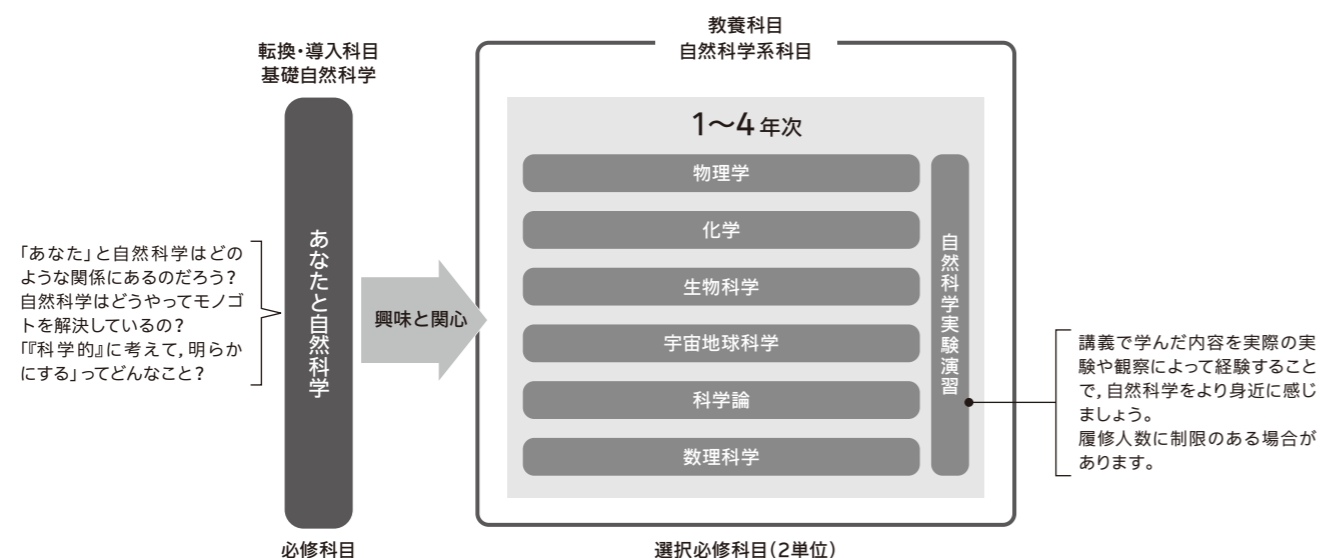 転換・導入科目
基礎自然科学
「あなた」と自然科学はどの
ような関係にあるのだろう?
自然科学はどうやってモノゴ
トを解決しているの?
「『科学的』に考えて,明らか
にする」ってどんなこと?
あなたと自然科学
必修科目
興味と関心
教養科目
自然科学系科目
1〜4年次
物理学
化学
生物科学
宇宙地球科学
科学論
数理科学
自然科学実験演習
選択必修科目(2単位)
講義で学んだ内容を実際の実
験や観察によって経験すること
で,自然科学をより身近に感じ
ましょう。
履修人数に制限のある場合が
あります。